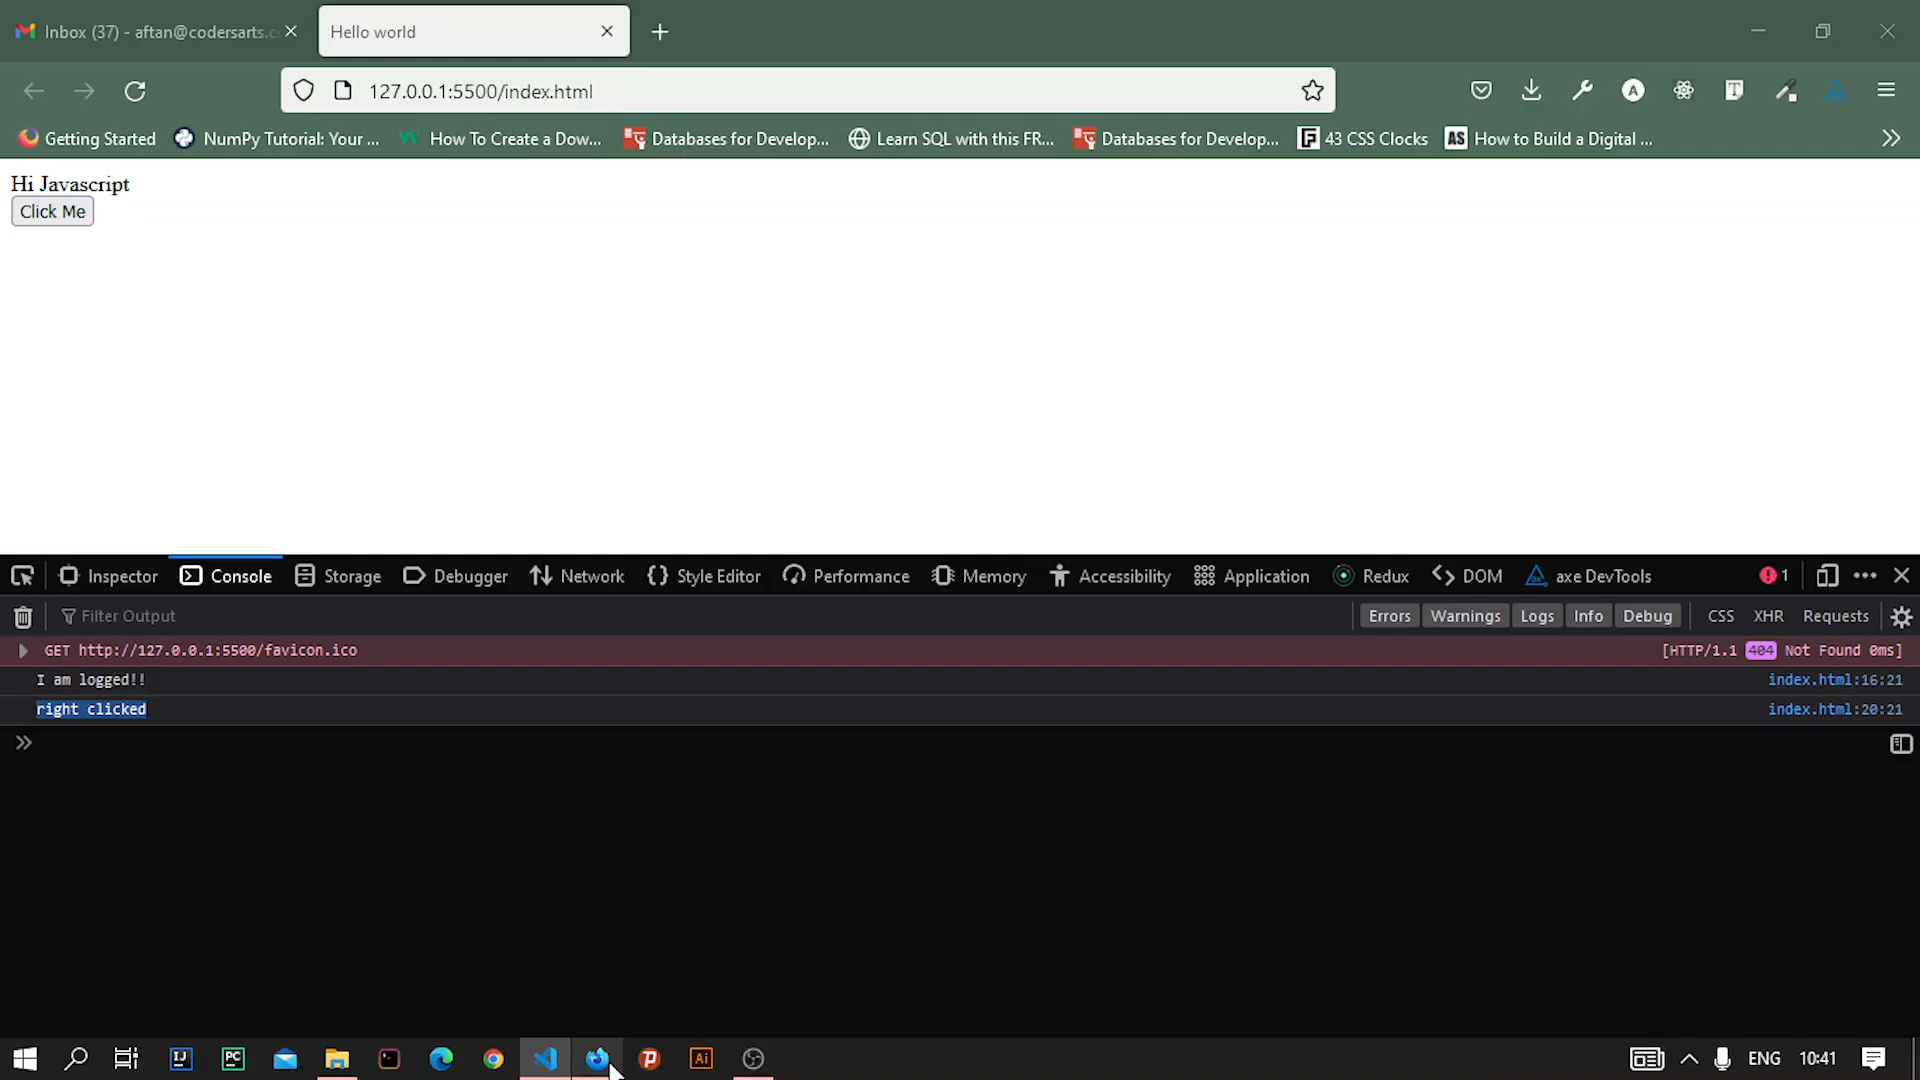 Inbox (37) - aftan@codersarts.c
Hello world
127.0.0.1:5500/index.html
A
T
Getting Started
NumPy Tutorial: Your ...
How To Create a Dow...
Databases for Develop...
Learn SQL with this FR...
Databases for Develop...
43 CSS Clocks
AS
How to Build a Digital ...
Hi Javascript
Click Me
Inspector
Console
Storage
Debugger
Network
Style Editor
Performance
Memory
Accessibility
Application
Redux
DOM
axe DevTools
1
Filter Output
Errors
Warnings
Logs
Info
Debug
CSS
XHR
Requests
GET http://127.0.0.1:5500/favicon.ico
[HTTP/1.1 404 Not Found 0ms]
I am logged!!
index.html:16:21
right clicked
index.html:20:21
IJ
PC
Ai
ENG
10:41